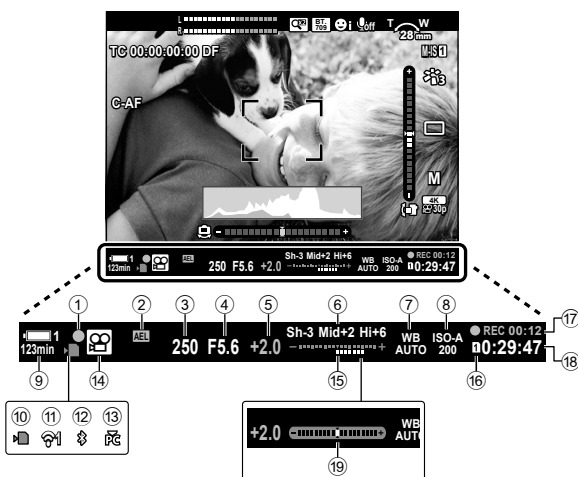 L
R
BT.
709
i
off
T W
28mm
TC 00:00:00:00 DF
M-IS 1
3
C-AF
M
4K
30p
- +
123min
AEL
250 F5.6 +2.0
Sh-3 Mid+2 Hi+6
WB
AUTO
ISO-A
200
REC 00:12
1 0:29:47
① ② ③ ④ ⑤ ⑥ ⑦ ⑧
1
123min
AEL
250 F5.6 +2.0
Sh-3 Mid+2 Hi+6
WB
AUTO
ISO-A
200
REC 00:12 ⑰
1 0:29:47 ⑱
⑨ ⑭ ⑮ ⑯
⑩ ⑪ ⑫ ⑬
PC
+2.0 - + WB
AUT
⑲